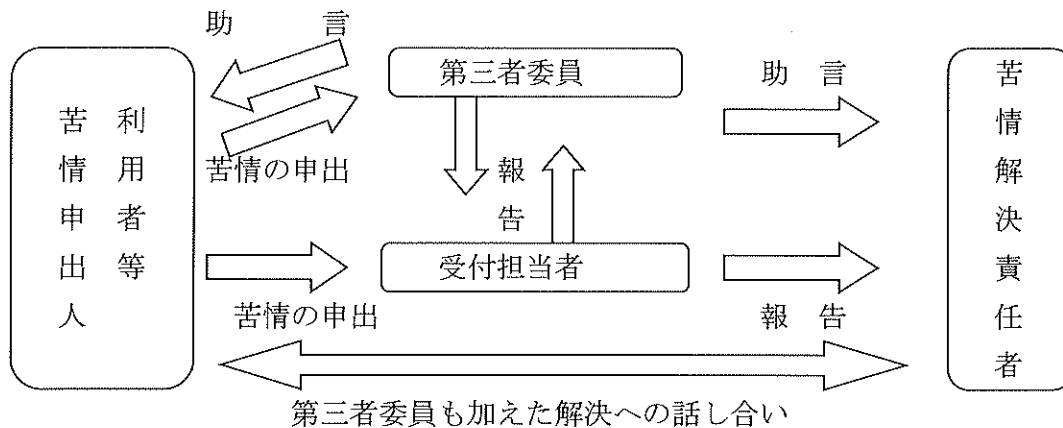 助　言
第三者委員
助　言
利用者等
苦情申出人
苦情の申出
報告
苦情解決責任者
受付担当者
苦情の申出
報　告
第三者委員も加えた解決への話し合い